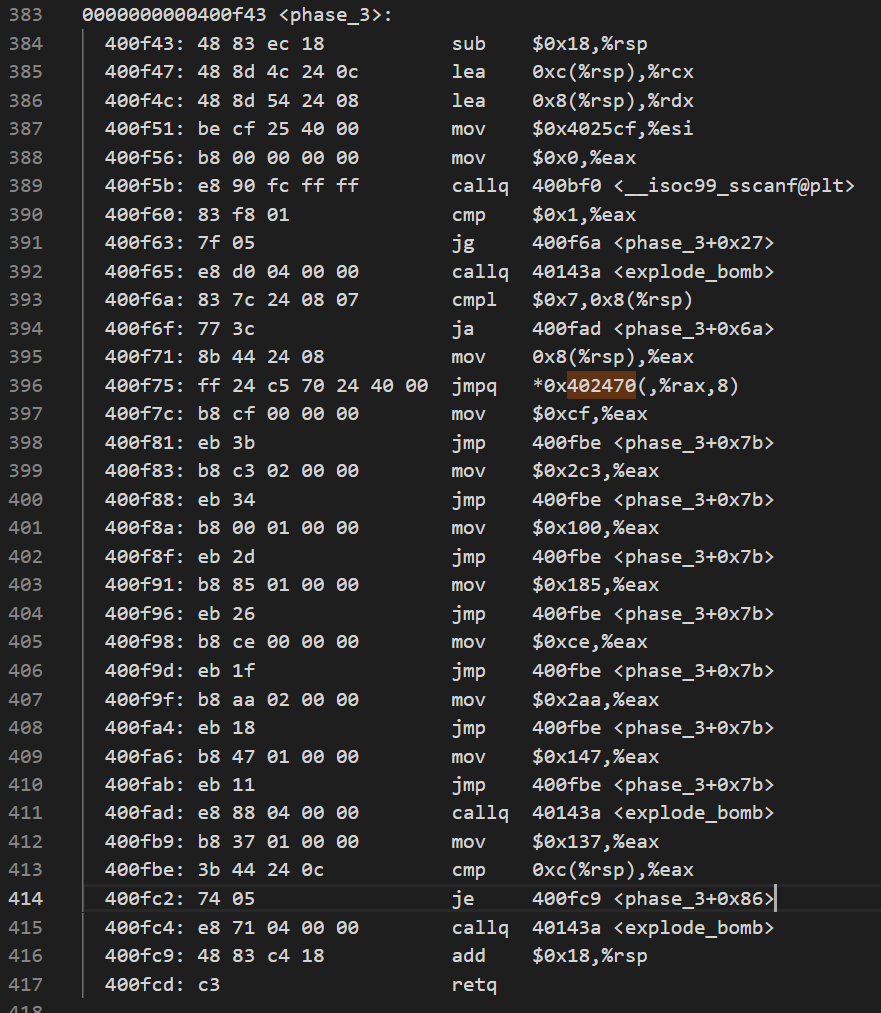 383 0000000000400f43 <phase_3>:
384 400f43: 48 83 ec 18 sub $0x18,%rsp
385 400f47: 48 8d 4c 24 0c lea 0xc(%rsp),%rcx
386 400f4c: 48 8d 54 24 08 lea 0x8(%rsp),%rdx
387 400f51: be cf 25 40 00 mov $0x4025cf,%esi
388 400f56: b8 00 00 00 00 mov $0x0,%eax
389 400f5b: e8 90 fc ff ff callq 400bf0 <__isoc99_sscanf@plt>
390 400f60: 83 f8 01 cmp $0x1,%eax
391 400f63: 7f 05 jg 400f6a <phase_3+0x27>
392 400f65: e8 d0 04 00 00 callq 40143a <explode_bomb>
393 400f6a: 83 7c 24 08 07 cmpl $0x7,0x8(%rsp)
394 400f6f: 77 3c ja 400fad <phase_3+0x6a>
395 400f71: 8b 44 24 08 mov 0x8(%rsp),%eax
396 400f75: ff 24 c5 70 24 40 00 jmpq *0x402470(,%rax,8)
397 400f7c: b8 cf 00 00 00 mov $0xcf,%eax
398 400f81: eb 3b jmp 400fbe <phase_3+0x7b>
399 400f83: b8 c3 02 00 00 mov $0x2c3,%eax
400 400f88: eb 34 jmp 400fbe <phase_3+0x7b>
401 400f8a: b8 00 01 00 00 mov $0x100,%eax
402 400f8f: eb 2d jmp 400fbe <phase_3+0x7b>
403 400f91: b8 85 01 00 00 mov $0x185,%eax
404 400f96: eb 26 jmp 400fbe <phase_3+0x7b>
405 400f98: b8 ce 00 00 00 mov $0xce,%eax
406 400f9d: eb 1f jmp 400fbe <phase_3+0x7b>
407 400f9f: b8 aa 02 00 00 mov $0x2aa,%eax
408 400fa4: eb 18 jmp 400fbe <phase_3+0x7b>
409 400fa6: b8 47 01 00 00 mov $0x147,%eax
410 400fab: eb 11 jmp 400fbe <phase_3+0x7b>
411 400fad: e8 88 04 00 00 callq 40143a <explode_bomb>
412 400fb9: b8 37 01 00 00 mov $0x137,%eax
413 400fbe: 3b 44 24 0c cmp 0xc(%rsp),%eax
414 400fc2: 74 05 je 400fc9 <phase_3+0x86>
415 400fc4: e8 71 04 00 00 callq 40143a <explode_bomb>
416 400fc9: 48 83 c4 18 add $0x18,%rsp
417 400fcd: c3 retq
418